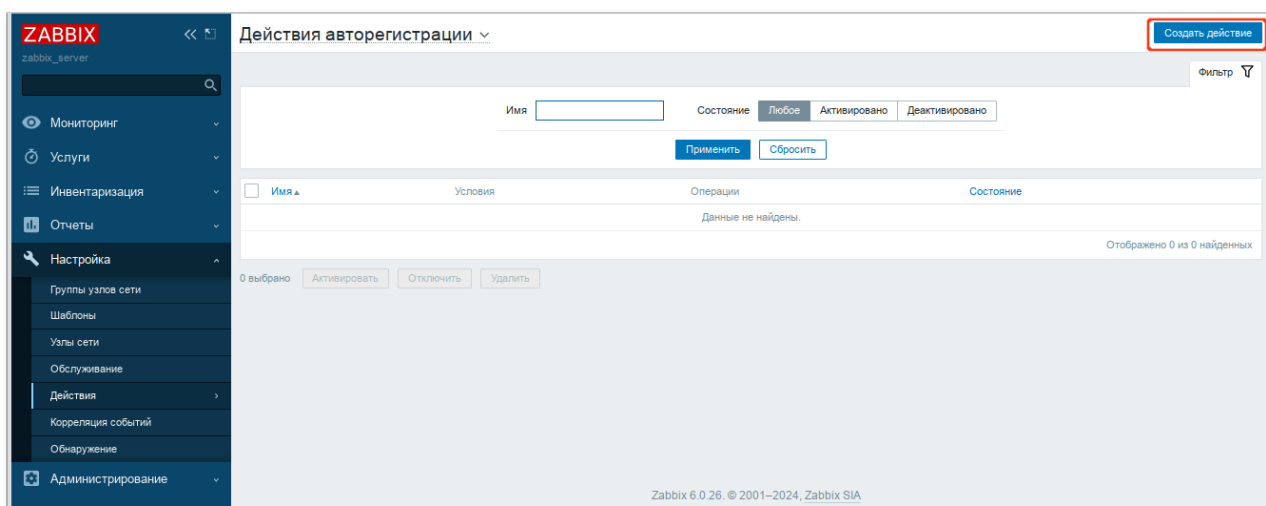 ZABBIX
zabbix_server
Мониторинг
Услуги
Инвентаризация
Отчеты
Настройка
Группы узлов сети
Шаблоны
Узлы сети
Обслуживание
Действия
Корреляция событий
Обнаружение
Администрирование
Действия авторегистрации
Создать действие
Фильтр
Имя Состояние Любое Активировано Деактивировано
Применить Сбросить
Имя Условия Операции Состояние
Данные не найдены.
Отображено 0 из 0 найденных
0 выбрано Активировать Отключить Удалить
Zabbix 6.0.26. © 2001–2024, Zabbix SIA